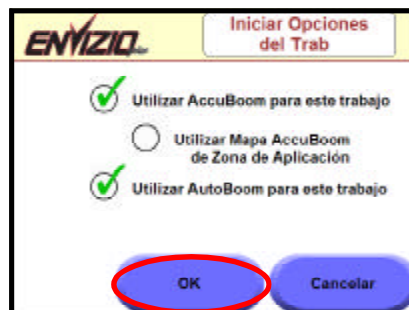 ENVIZIO
Iniciar Opciones
del Trab
Utilizar AccuBoom para este trabajo
Utilizar Mapa AccuBoom
de Zona de Aplicación
Utilizar AutoBoom para este trabajo
OK
Cancelar